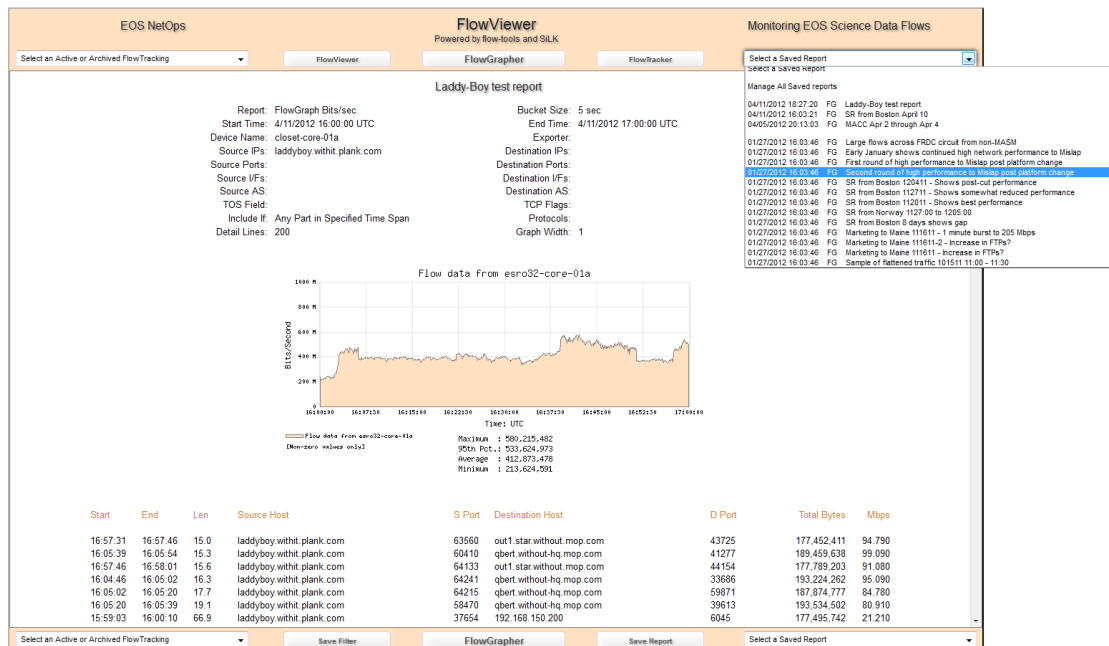 EOS NetOps
FlowViewer
Powered by flow-tools and SiLK
Monitoring EOS Science Data Flows
Select an Active or Archived FlowTracking
FlowViewer
FlowGrapher
FlowTracker
Select a Saved Report
Select a Saved Report
Manage All Saved reports
04/11/2012 18:27:20 FG Laddy-Boy test report
04/11/2012 16:03:21 FG SR from Boston April 10
04/05/2012 20:13:03 FG MACC Apr 2 through Apr 4
01/27/2012 16:03:46 FG Large flows across FRDC circuit from non-MASM
01/27/2012 16:03:46 FG Early January shows continued high network performance to Mislap
01/27/2012 16:03:46 FG First round of high performance to Mislap post platform change
01/27/2012 16:03:46 FG Second round of high performance to Mislap post platform change
01/27/2012 16:03:46 FG SR from Boston 120411 - Shows post-cut performance
01/27/2012 16:03:46 FG SR from Boston 112711 - Shows somewhat reduced performance
01/27/2012 16:03:46 FG SR from Boston 112011 - Shows best performance
01/27/2012 16:03:46 FG SR from Norway 1127:00 to 1205:00
01/27/2012 16:03:46 FG SR from Boston 8 days shows gap
01/27/2012 16:03:46 FG Marketing to Maine 111611 - 1 minute burst to 205 Mbps
01/27/2012 16:03:46 FG Marketing to Maine 111611-2 - Increase in FTPs?
01/27/2012 16:03:46 FG Marketing to Maine 111611 - Increase in FTPs?
01/27/2012 16:03:46 FG Sample of flattened traffic 101511 11:00 - 11:30
Laddy-Boy test report
Report: FlowGraph Bits/sec Bucket Size: 5 sec
Start Time: 4/11/2012 16:00:00 UTC End Time: 4/11/2012 17:00:00 UTC
Device Name: closet-core-01a Exporter:
Source IPs: laddyboy.withit.plank.com Destination IPs:
Source Ports: Destination Ports:
Source I/Fs: Destination I/Fs:
Source AS: Destination AS:
TOS Field: TCP Flags:
Include If: Any Part in Specified Time Span Protocols:
Detail Lines: 200 Graph Width: 1
Flow data from esro32-core-01a
1000 M
800 M
600 M
400 M
200 M
0
Bits/Second
16:00:00 16:07:30 16:15:00 16:22:30 16:30:00 16:37:30 16:45:00 16:52:30 17:00:00
Time: UTC
Flow data from esro32-core-01a
[Non-zero values only]
Maximum : 580,215,482
95th Pct.: 533,624,973
Average : 412,873,478
Minimum : 213,624,591
Start End Len Source Host S Port Destination Host D Port Total Bytes Mbps
16:57:31 16:57:46 15.0 laddyboy.withit.plank.com 63560 out1.star.without.mop.com 43725 177,452,411 94.790
16:05:39 16:05:54 15.3 laddyboy.withit.plank.com 60410 qbert.without-hq.mop.com 41277 189,459,638 99.090
16:57:46 16:58:01 15.6 laddyboy.withit.plank.com 64133 out1.star.without.mop.com 44154 177,789,203 91.080
16:04:46 16:05:02 16.3 laddyboy.withit.plank.com 64241 qbert.without-hq.mop.com 33686 193,224,262 95.090
16:05:02 16:05:20 17.7 laddyboy.withit.plank.com 64215 qbert.without-hq.mop.com 59871 187,874,777 84.780
16:05:20 16:05:39 19.1 laddyboy.withit.plank.com 58470 qbert.without-hq.mop.com 39613 193,534,502 80.910
15:59:03 16:00:10 66.9 laddyboy.withit.plank.com 37654 192.168.150.200 6045 177,495,742 21.210
Select an Active or Archived FlowTracking
Save Filter
FlowGrapher
Save Report
Select a Saved Report